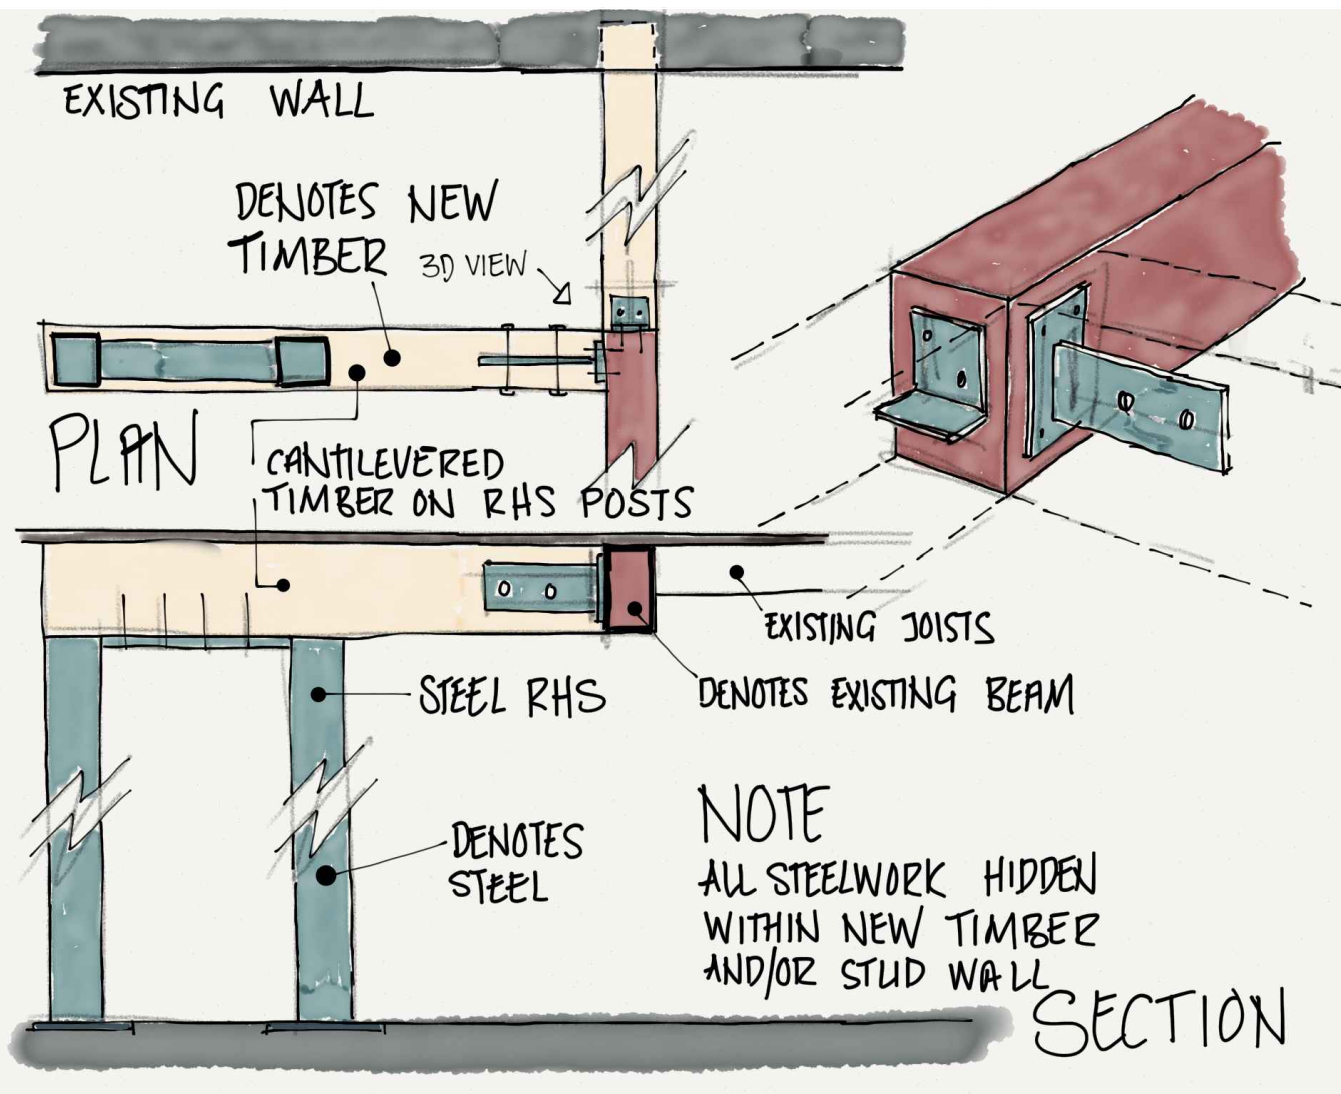 EXISTING WALL
DENOTES NEW
TIMBER
3D VIEW
PLAN
CANTILEVERED
TIMBER ON RHS POSTS
EXISTING JOISTS
STEEL RHS
DENOTES EXISTING BEAM
DENOTES
STEEL
NOTE
ALL STEELWORK HIDDEN
WITHIN NEW TIMBER
AND/OR STUD WALL
SECTION